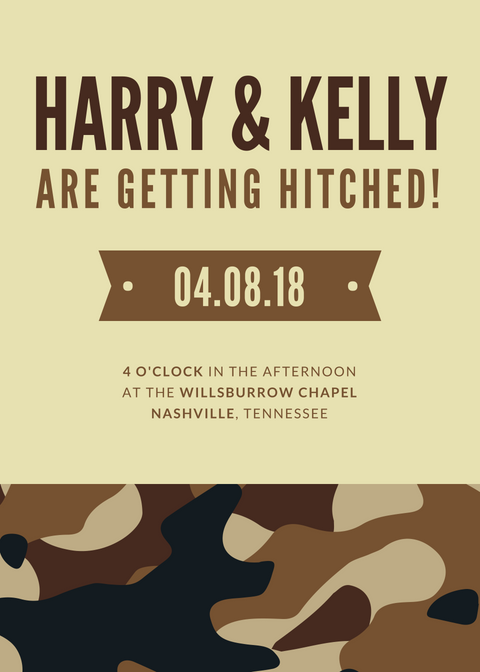 HARRY & KELLY
ARE GETTING HITCHED!
04.08.18
4 O'CLOCK IN THE AFTERNOON
AT THE WILLSBURROW CHAPEL
NASHVILLE, TENNESSEE